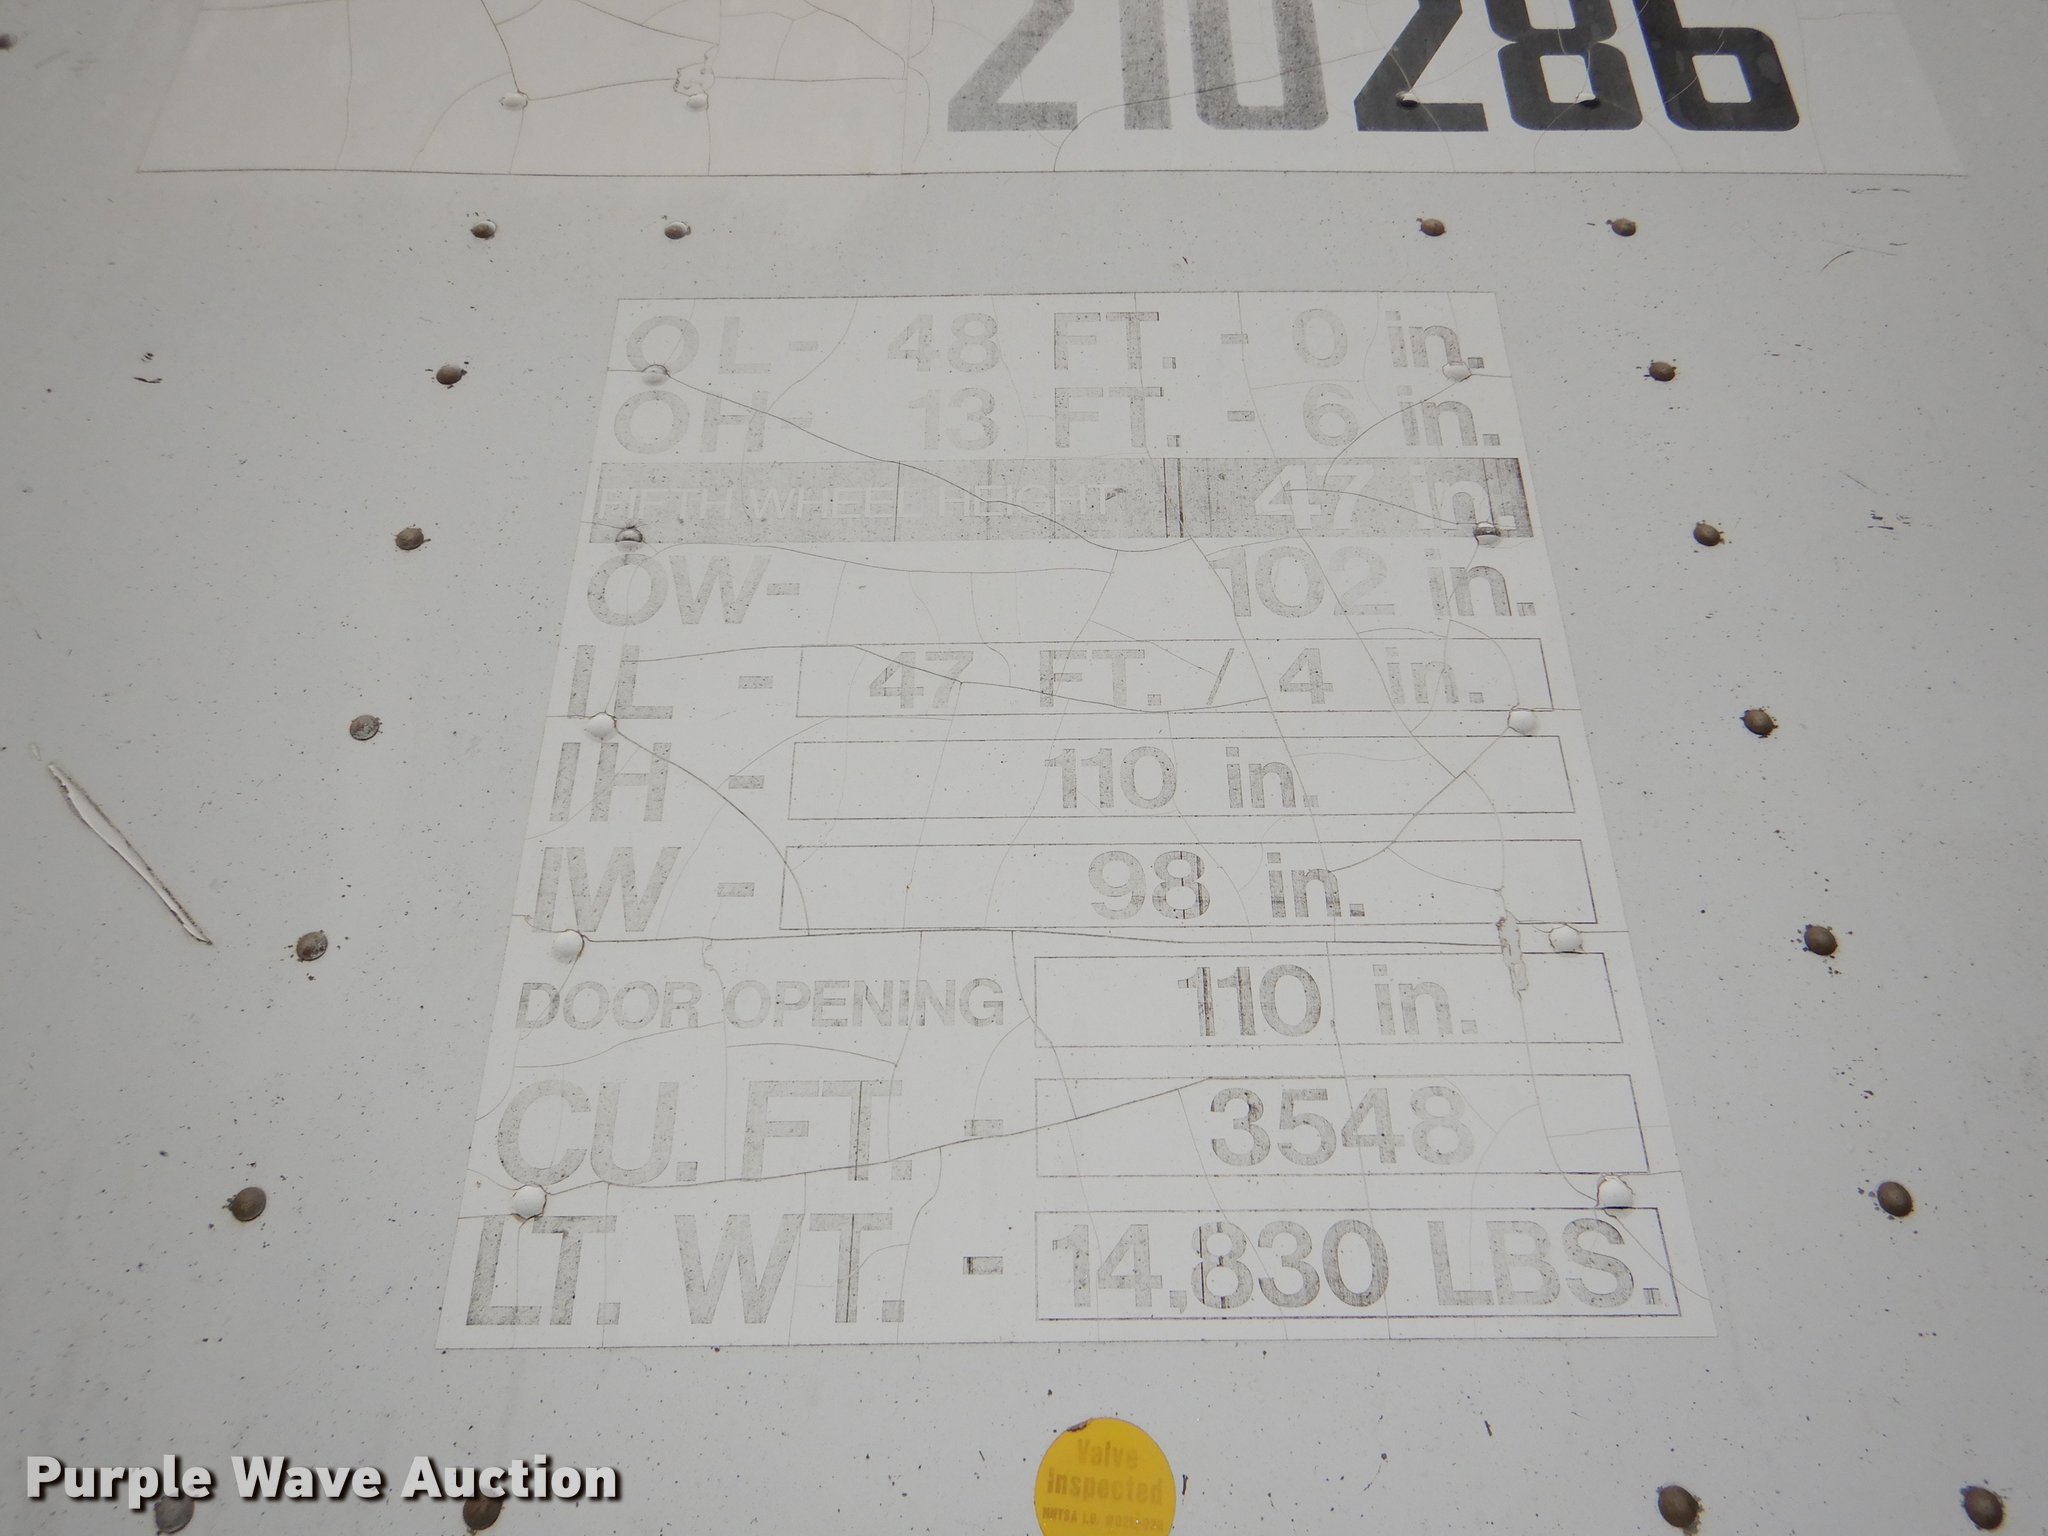 210286
OL- 48 FT. - 0 in.
OH- 13 FT. - 6 in.
FIFTH WHEEL HEIGHT 47 in.
OW- 102 in.
IL - 47 FT. / 4 in.
IH - 110 in.
IW - 98 in.
DOOR OPENING 110 in.
CU. FT. - 3548
LT. WT. - 14,830 LBS.
Valve
Inspected
Purple Wave Auction